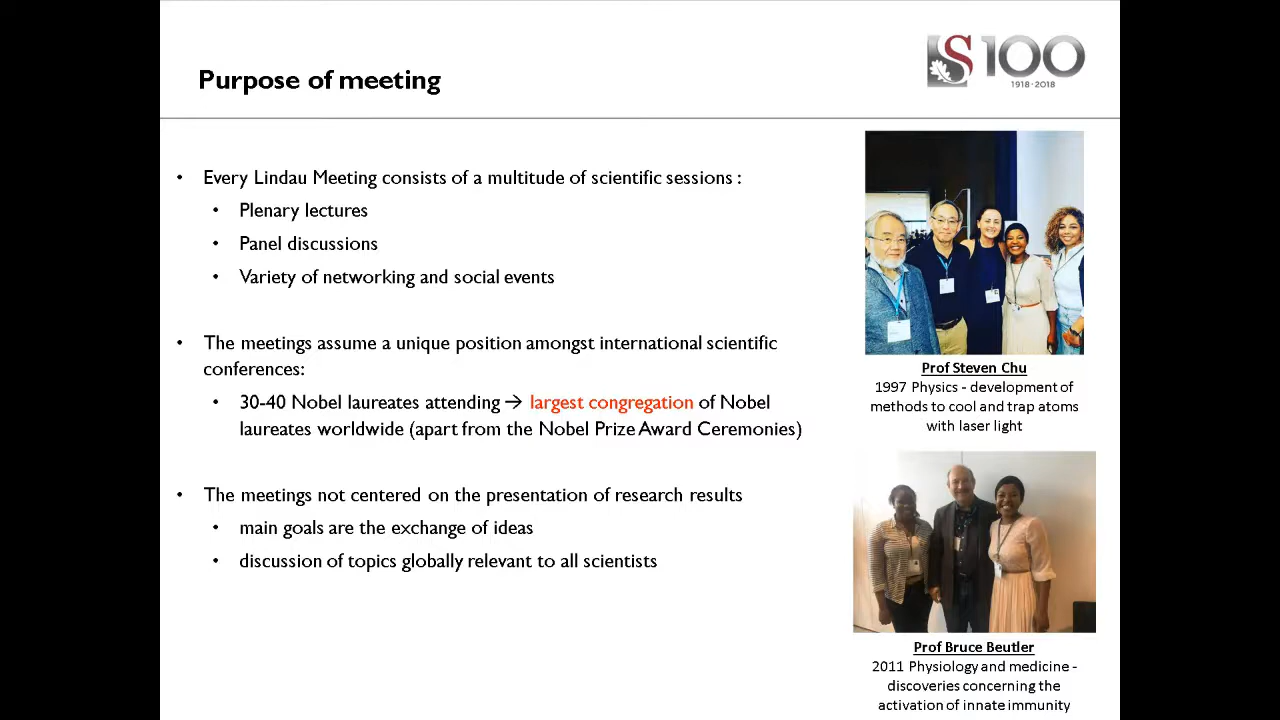 Purpose of meeting
S100
1918 · 2018
• Every Lindau Meeting consists of a multitude of scientific sessions :
• Plenary lectures
• Panel discussions
• Variety of networking and social events
• The meetings assume a unique position amongst international scientific
conferences:
• 30-40 Nobel laureates attending → largest congregation of Nobel
laureates worldwide (apart from the Nobel Prize Award Ceremonies)
• The meetings not centered on the presentation of research results
• main goals are the exchange of ideas
• discussion of topics globally relevant to all scientists
Prof Steven Chu
1997 Physics - development of
methods to cool and trap atoms
with laser light
Prof Bruce Beutler
2011 Physiology and medicine -
discoveries concerning the
activation of innate immunity